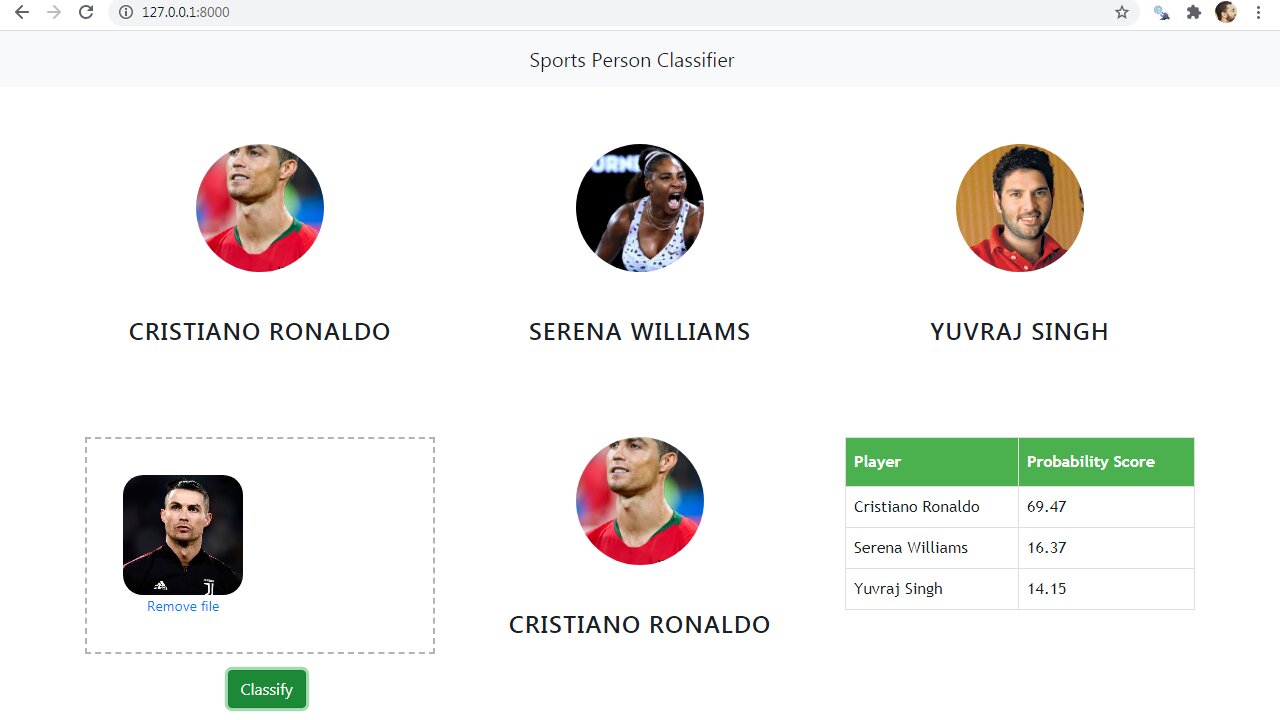 127.0.0.1:8000
Sports Person Classifier
CRISTIANO RONALDO
SERENA WILLIAMS
YUVRAJ SINGH
Remove file
Classify
CRISTIANO RONALDO
Player Probability Score
Cristiano Ronaldo 69.47
Serena Williams 16.37
Yuvraj Singh 14.15